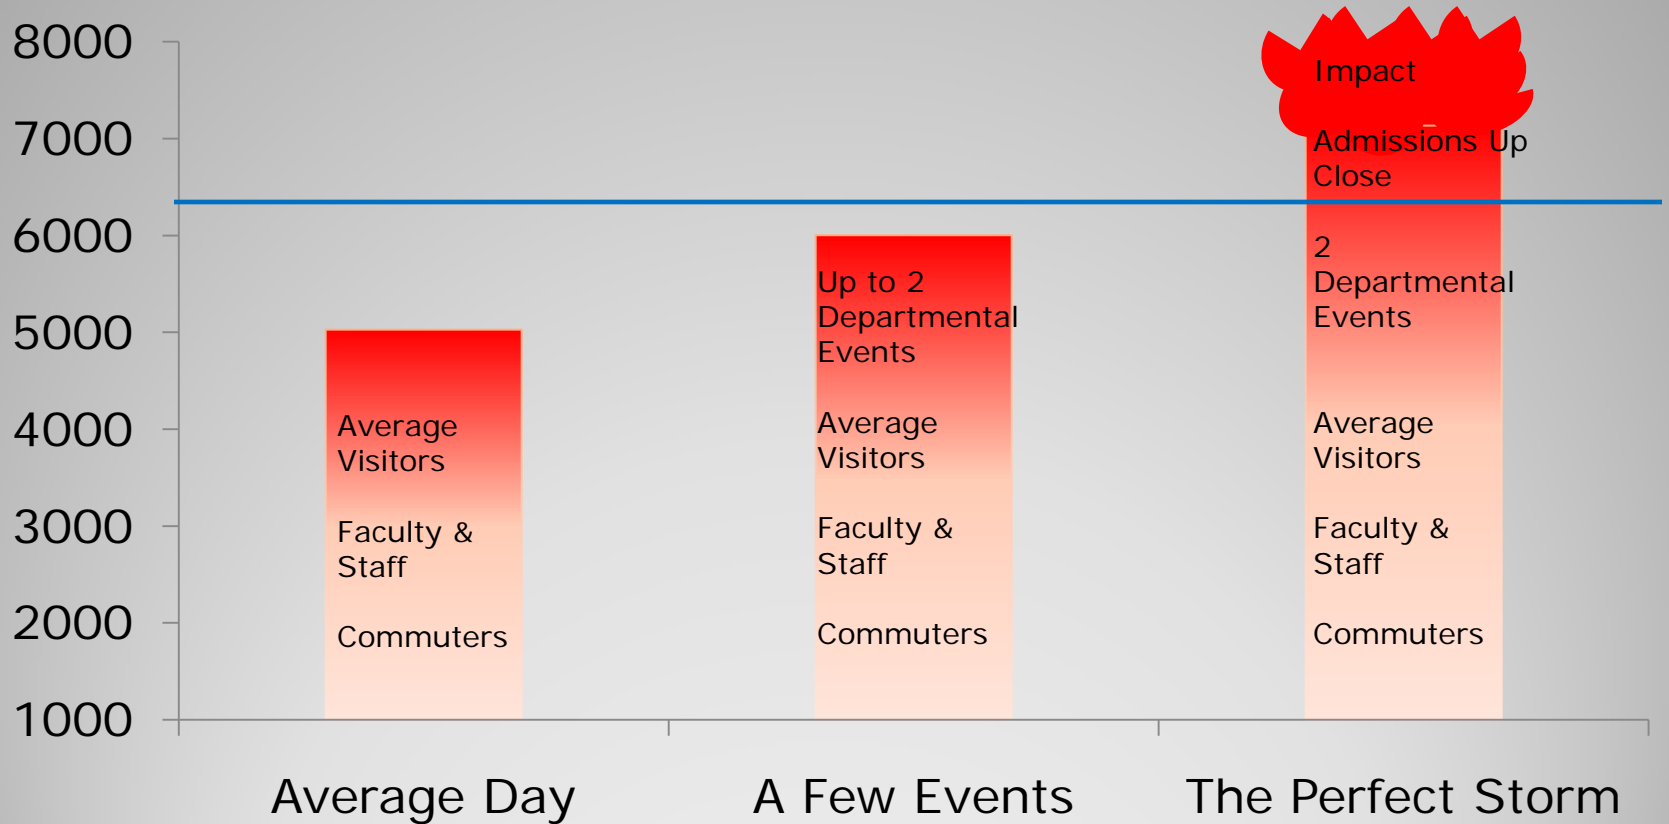 8000
7000
6000
5000
4000
3000
2000
1000
Average
Visitors
Faculty &
Staff
Commuters
Up to 2
Departmental
Events
Average
Visitors
Faculty &
Staff
Commuters
Impact
Admissions Up
Close
2
Departmental
Events
Average
Visitors
Faculty &
Staff
Commuters
Average Day
A Few Events
The Perfect Storm